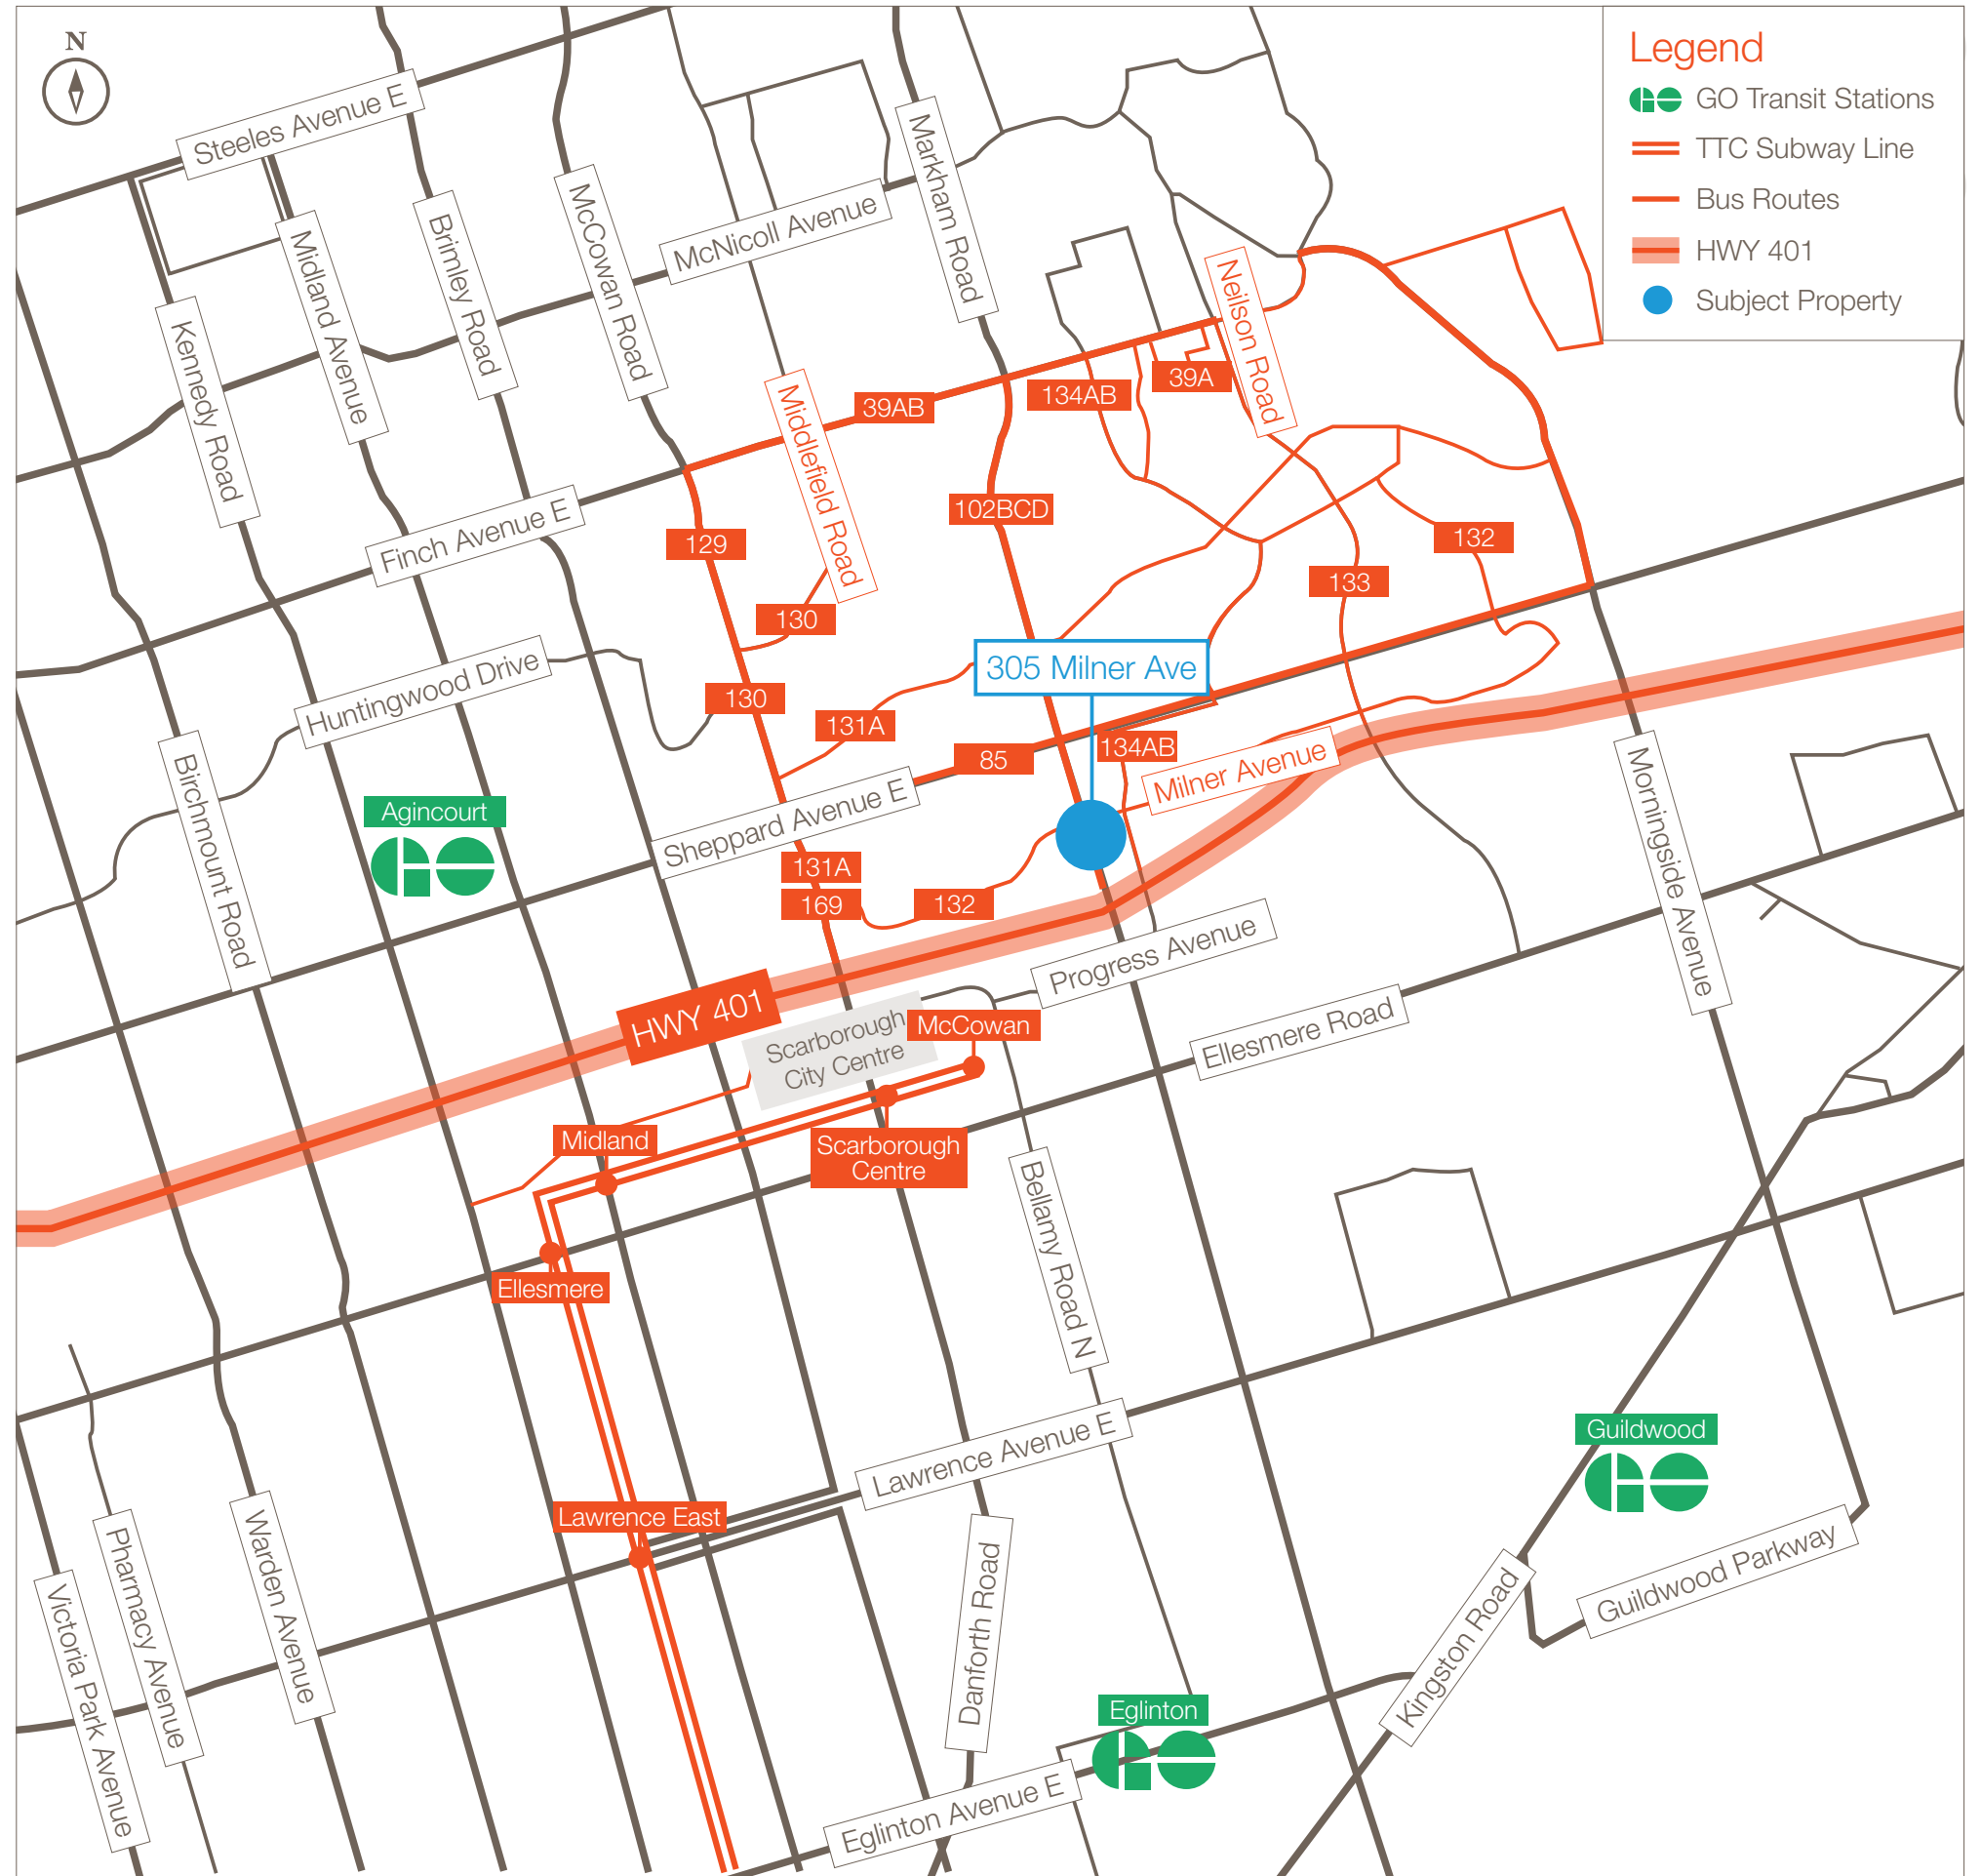 N
Legend
GO Transit Stations
TTC Subway Line
Bus Routes
HWY 401
Subject Property
Steeles Avenue E
Markham Road
McCowan Road
Brimley Road
Midland Avenue
McNicoll Avenue
Neilson Road
Kennedy Road
Middlefield Road
39A
134AB
39AB
102BCD
Finch Avenue E
129
132
133
130
305 Milner Ave
Huntingwood Drive
130
131A
134AB
85
Milner Avenue
Birchmount Road
Sheppard Avenue E
Morningside Avenue
Agincourt
131A
169
132
Progress Avenue
HWY 401
Scarborough
City Centre
McCowan
Ellesmere Road
Midland
Scarborough
Centre
Ellesmere
Bellamy Road N
Guildwood
Lawrence Avenue E
Lawrence East
Warden Avenue
Pharmacy Avenue
Victoria Park Avenue
Danforth Road
Kingston Road
Guildwood Parkway
Eglinton
Eglinton Avenue E